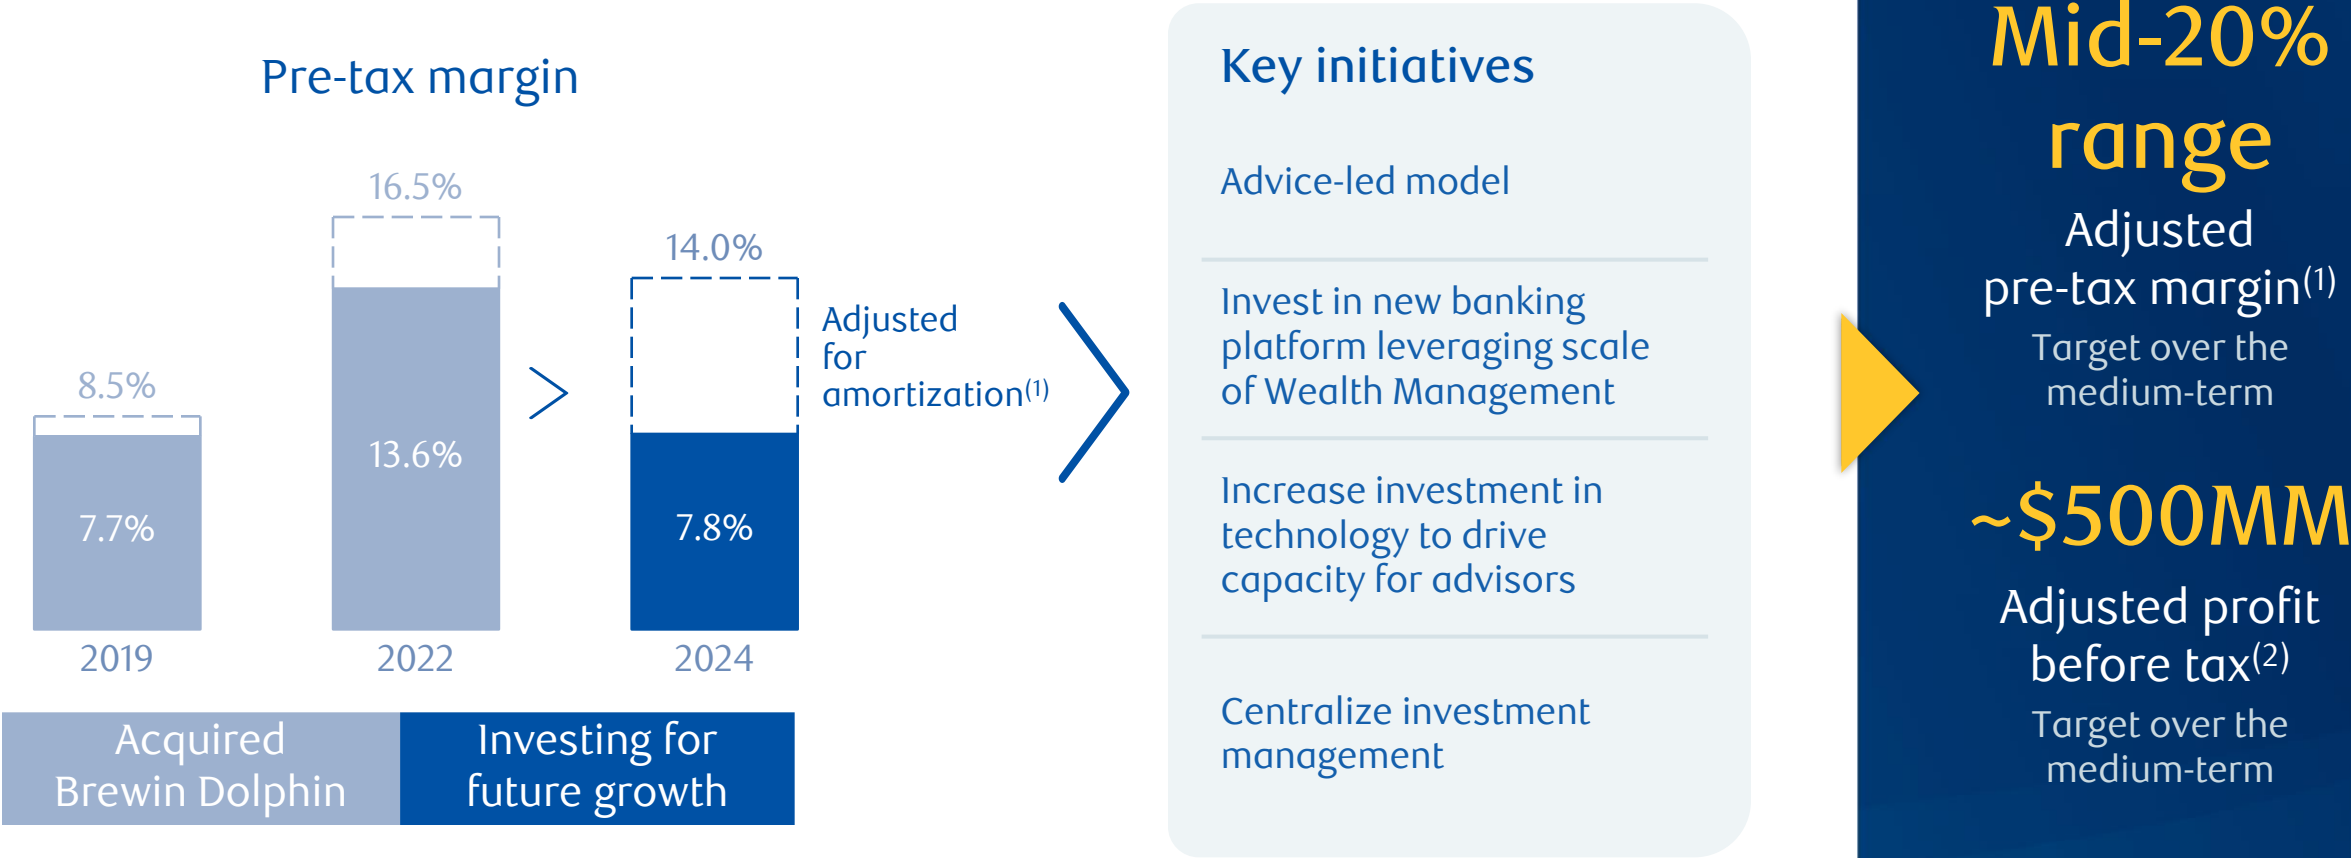 Pre-tax margin
8.5%
7.7%
2019
16.5%
13.6%
2022
14.0%
7.8%
2024
Adjusted
for
amortization(1)
Acquired
Brewin Dolphin
Investing for
future growth
Key initiatives
Advice-led model
Invest in new banking
platform leveraging scale
of Wealth Management
Increase investment in
technology to drive
capacity for advisors
Centralize investment
management
Mid-20%
range
Adjusted
pre-tax margin(1)
Target over the
medium-term
~$500MM
Adjusted profit
before tax(2)
Target over the
medium-term